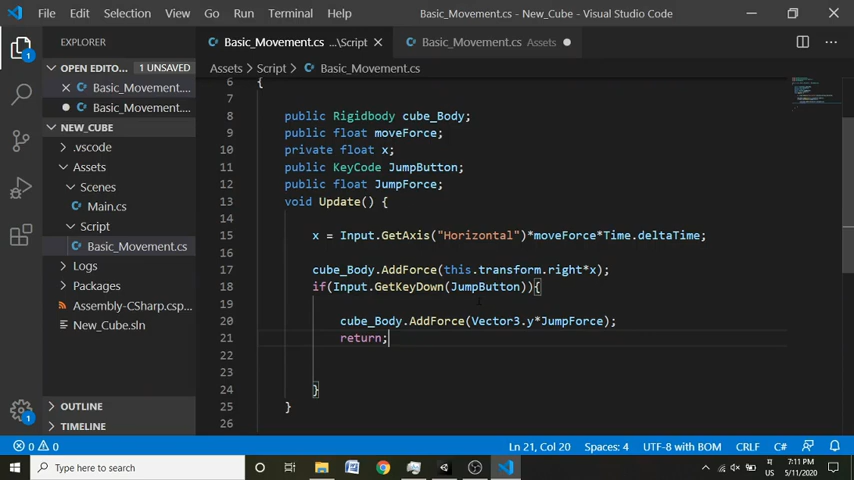 File Edit Selection View Go Run Terminal Help Basic_Movement.cs - New_Cube - Visual Studio Code
EXPLORER Basic_Movement.cs ...\Script Basic_Movement.cs Assets
OPEN EDITO... 1 UNSAVED Assets > Script > Basic_Movement.cs
Basic_Movement....
Basic_Movement....
NEW_CUBE
.vscode
Assets
Scenes
Main.cs
Script
Basic_Movement.cs
Logs
Packages
Assembly-CSharp.csp...
New_Cube.sln
OUTLINE
TIMELINE
6 {
7
8 public Rigidbody cube_Body;
9 public float moveForce;
10 private float x;
11 public KeyCode JumpButton;
12 public float JumpForce;
13 void Update() {
14
15 x = Input.GetAxis("Horizontal")*moveForce*Time.deltaTime;
16
17 cube_Body.AddForce(this.transform.right*x);
18 if(Input.GetKeyDown(JumpButton)){
19
20 cube_Body.AddForce(Vector3.y*JumpForce);
21 return;
22
23
24 }
25 }
26
0 0 Ln 21, Col 20 Spaces: 4 UTF-8 with BOM CRLF C#
Type here to search
7:11 PM
US 5/11/2020